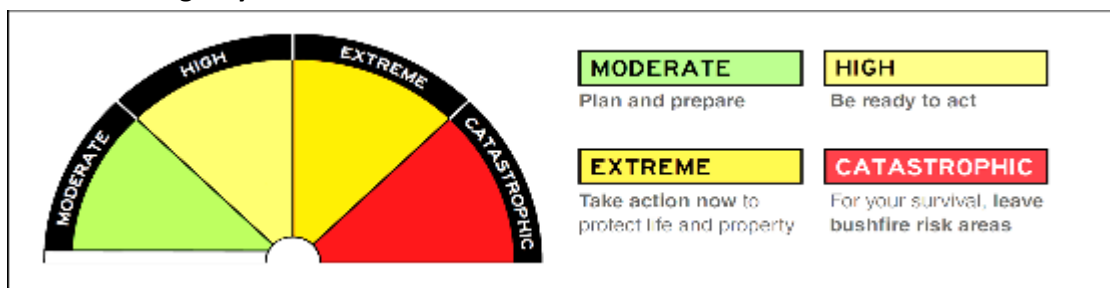 MODERATE
HIGH
EXTREME
CATASTROPHIC
MODERATE
Plan and prepare
HIGH
Be ready to act
EXTREME
Take action now to
protect life and property
CATASTROPHIC
For your survival, leave
bushfire risk areas